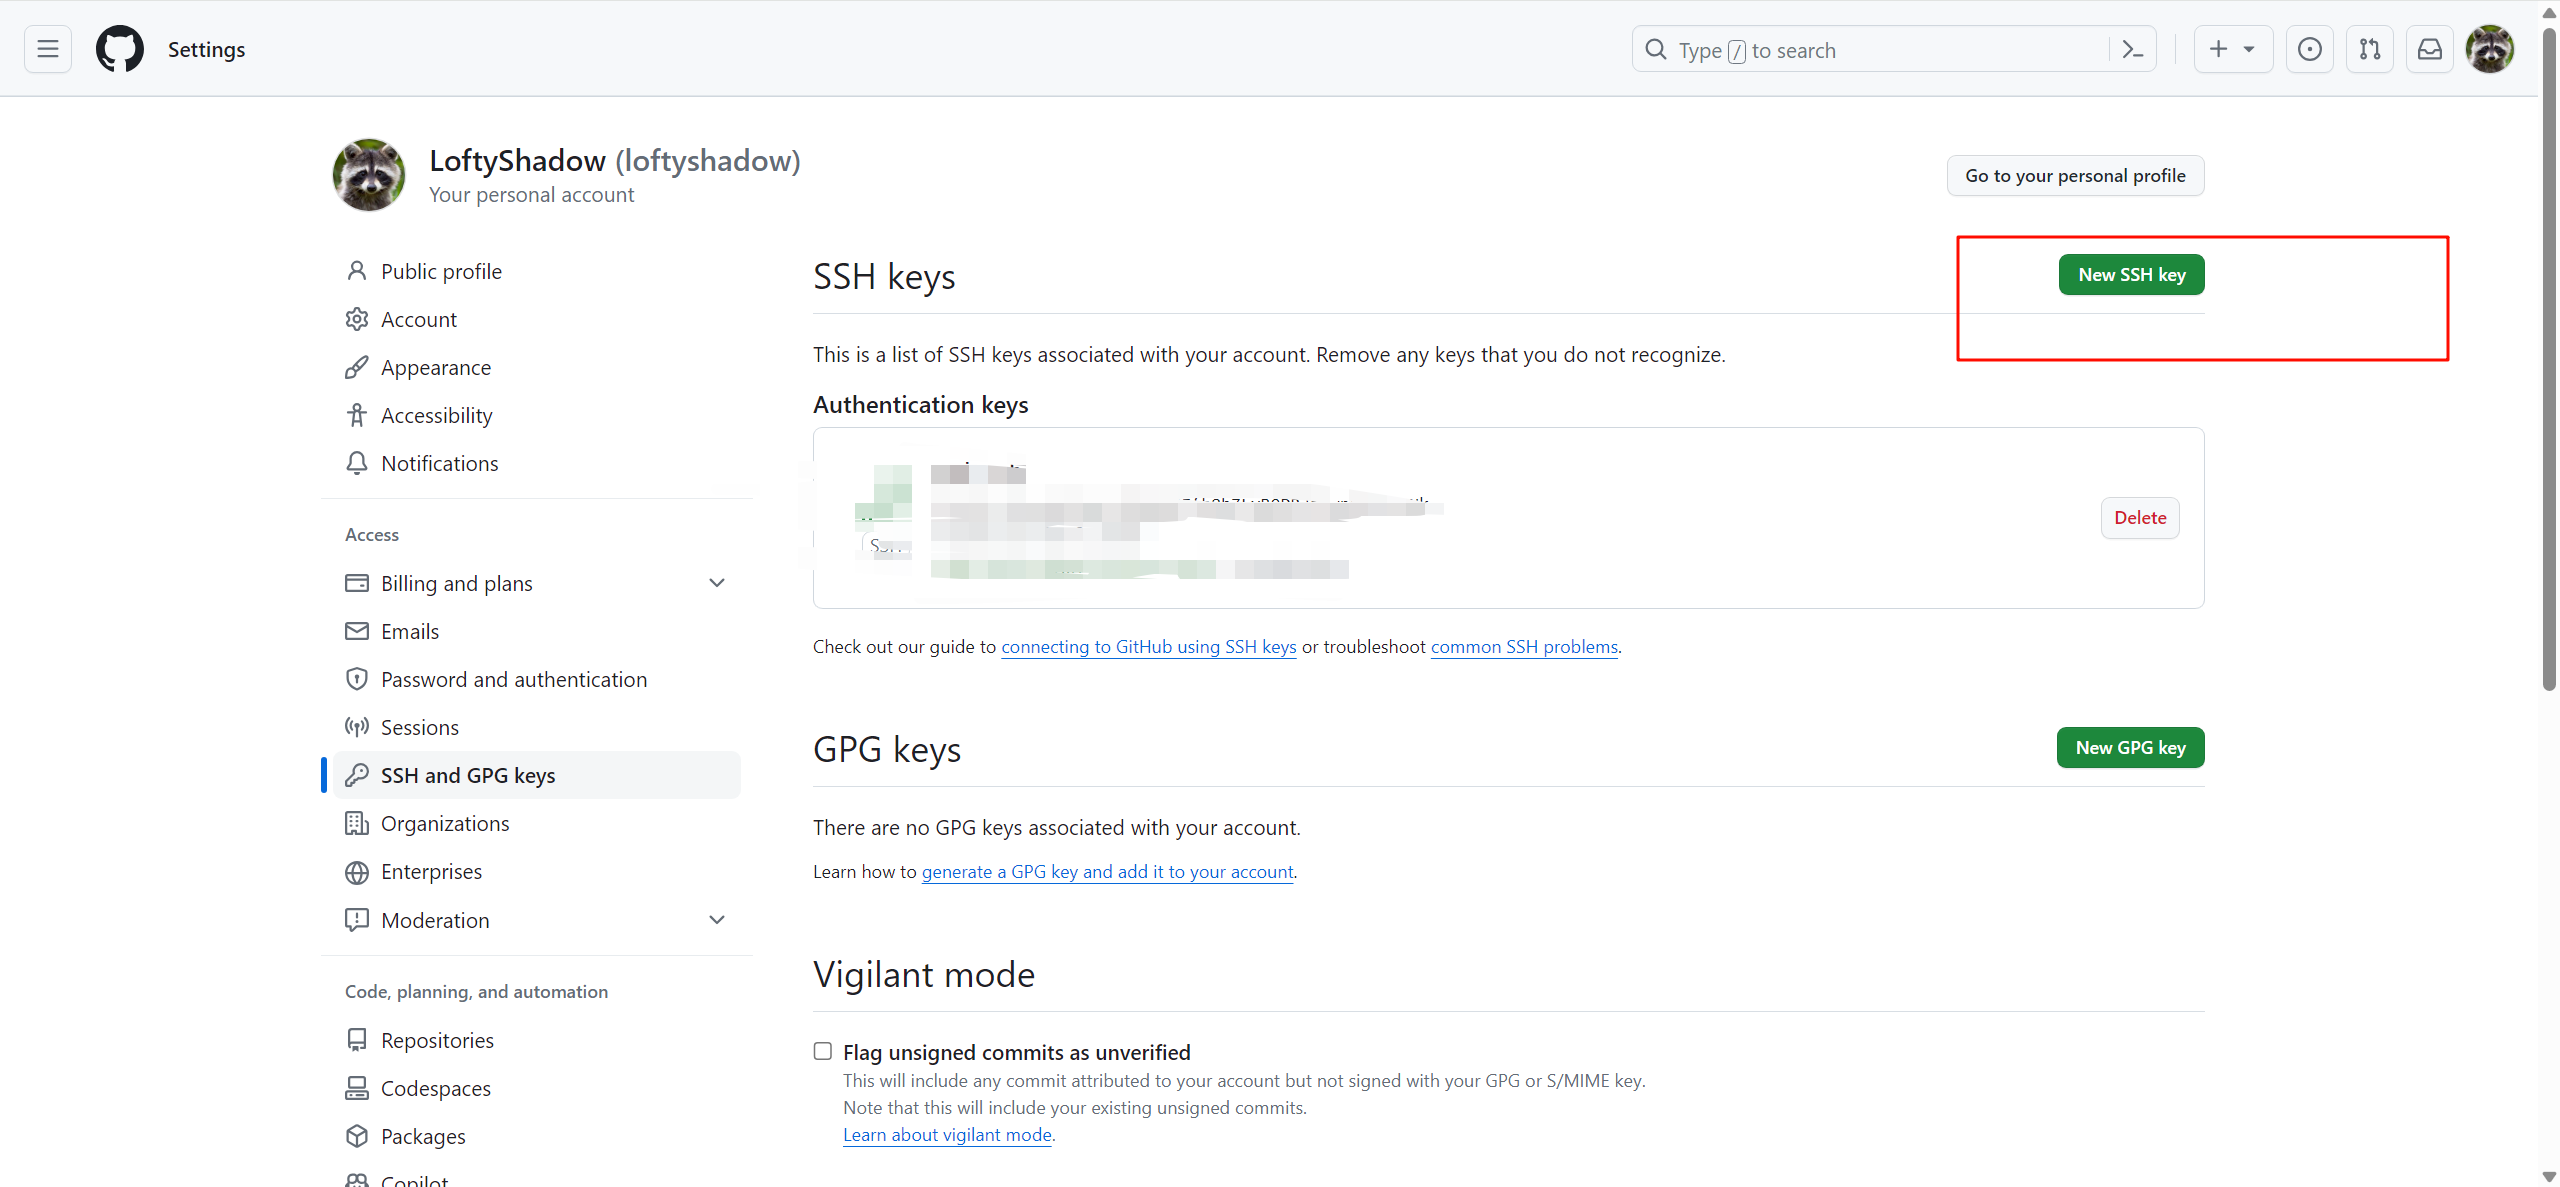 Settings
Type / to search
LoftyShadow (loftyshadow)
Your personal account
Go to your personal profile
Public profile
Account
Appearance
Accessibility
Notifications
Access
Billing and plans
Emails
Password and authentication
Sessions
SSH and GPG keys
Organizations
Enterprises
Moderation
Code, planning, and automation
Repositories
Codespaces
Packages
Copilot
SSH keys
New SSH key
This is a list of SSH keys associated with your account. Remove any keys that you do not recognize.
Authentication keys
Delete
Check out our guide to connecting to GitHub using SSH keys or troubleshoot common SSH problems.
GPG keys
New GPG key
There are no GPG keys associated with your account.
Learn how to generate a GPG key and add it to your account.
Vigilant mode
Flag unsigned commits as unverified
This will include any commit attributed to your account but not signed with your GPG or S/MIME key.
Note that this will include your existing unsigned commits.
Learn about vigilant mode.